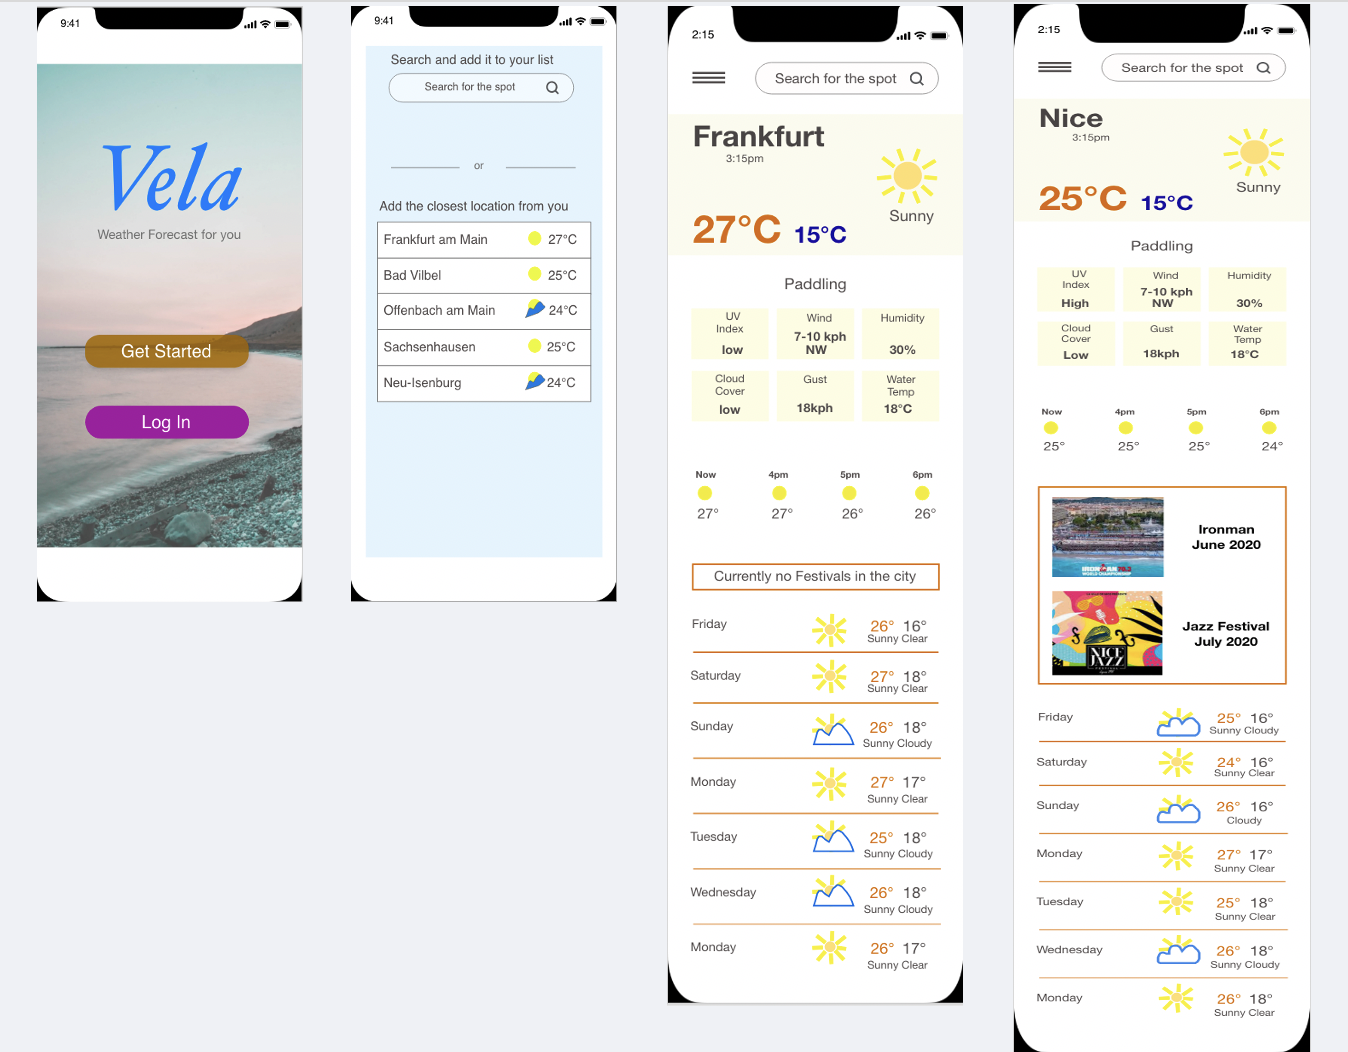 9:41
Vela
Weather Forecast for you
Get Started
Log In
9:41
Search and add it to your list
Search for the spot
or
Add the closest location from you
Frankfurt am Main 27°C
Bad Vilbel 25°C
Offenbach am Main 24°C
Sachsenhausen 25°C
Neu-Isenburg 24°C
2:15
Search for the spot
Frankfurt
3:15pm
Sunny
27°C 15°C
Paddling
UV Index low
Wind 7-10 kph NW
Humidity 30%
Cloud Cover low
Gust 18kph
Water Temp 18°C
Now 4pm 5pm 6pm
27° 27° 26° 26°
Currently no Festivals in the city
Friday 26° 16°
Sunny Clear
Saturday 27° 18°
Sunny Clear
Sunday 26° 18°
Sunny Cloudy
Monday 27° 17°
Sunny Clear
Tuesday 25° 18°
Sunny Cloudy
Wednesday 26° 18°
Sunny Cloudy
Monday 26° 17°
Sunny Clear
2:15
Search for the spot
Nice
3:15pm
Sunny
25°C 15°C
Paddling
UV Index High
Wind 7-10 kph NW
Humidity 30%
Cloud Cover Low
Gust 18kph
Water Temp 18°C
Now 4pm 5pm 6pm
25° 25° 25° 24°
IRONMAN 70.3
WORLD CHAMPIONSHIP
Ironman
June 2020
NICE
JAZZ
FESTIVAL
Jazz Festival
July 2020
Friday 25° 16°
Sunny Cloudy
Saturday 24° 16°
Sunny Clear
Sunday 26° 16°
Cloudy
Monday 27° 17°
Sunny Clear
Tuesday 25° 18°
Sunny Clear
Wednesday 26° 18°
Sunny Cloudy
Monday 26° 18°
Sunny Clear